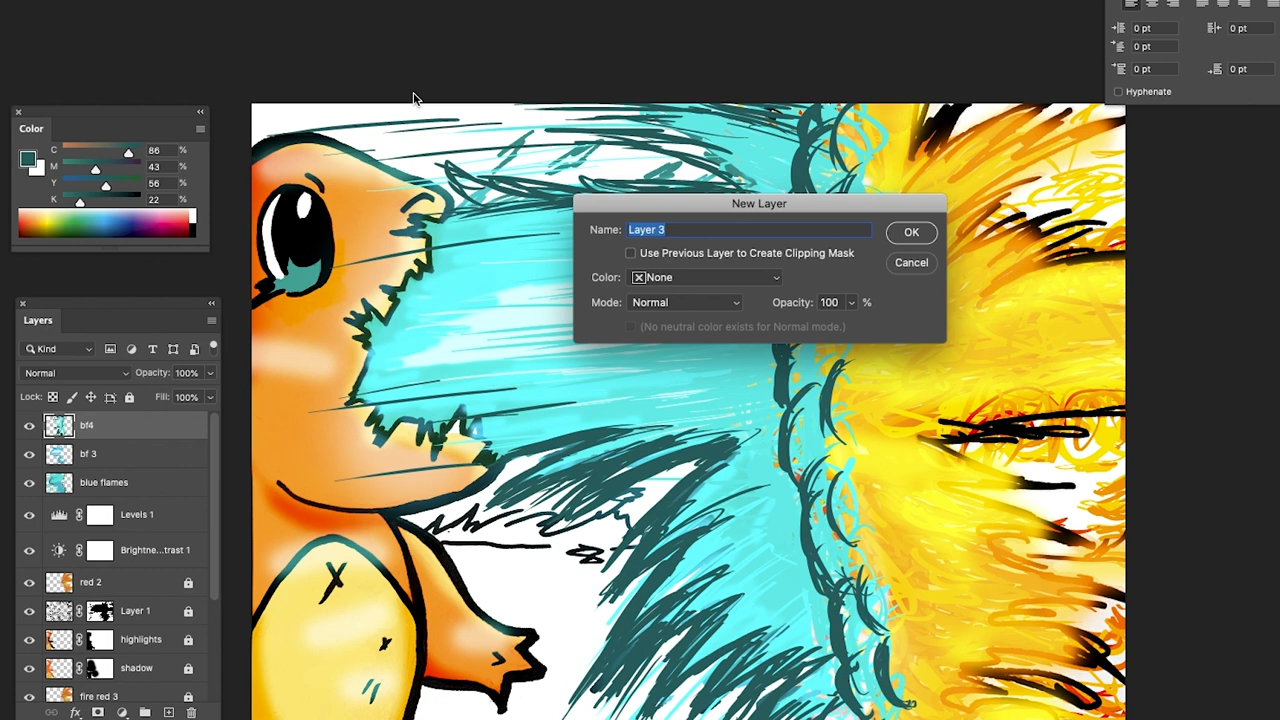 0 pt
0 pt
0 pt
0 pt
0 pt
Hyphenate
Color
C 86 %
M 43 %
Y 56 %
K 22 %
New Layer
Name: Layer 3
OK
Use Previous Layer to Create Clipping Mask
Cancel
Color: None
Mode: Normal Opacity: 100 %
(No neutral color exists for Normal mode.)
Layers
Kind
Normal Opacity: 100%
Lock: Fill: 100%
bf4
bf 3
blue flames
Levels 1
Brightne...trast 1
red 2
Layer 1
highlights
shadow
fire red 3
fx